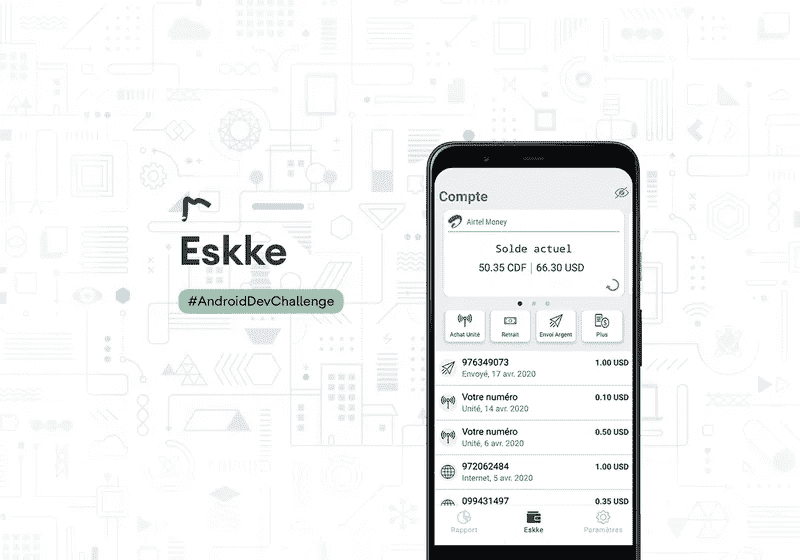 Eskke
#AndroidDevChallenge
Compte
Airtel Money
Solde actuel
50.35 CDF | 66.30 USD
Achat Unité
Retrait
Envoi Argent
Plus
976349073 1.00 USD
Envoyé, 17 avr. 2020
Votre numéro 0.10 USD
Unité, 14 avr. 2020
Votre numéro 0.50 USD
Unité, 6 avr. 2020
972062484 1.00 USD
Internet, 5 avr. 2020
099431497 0.35 USD
Rapport
Eskke
Paramètres